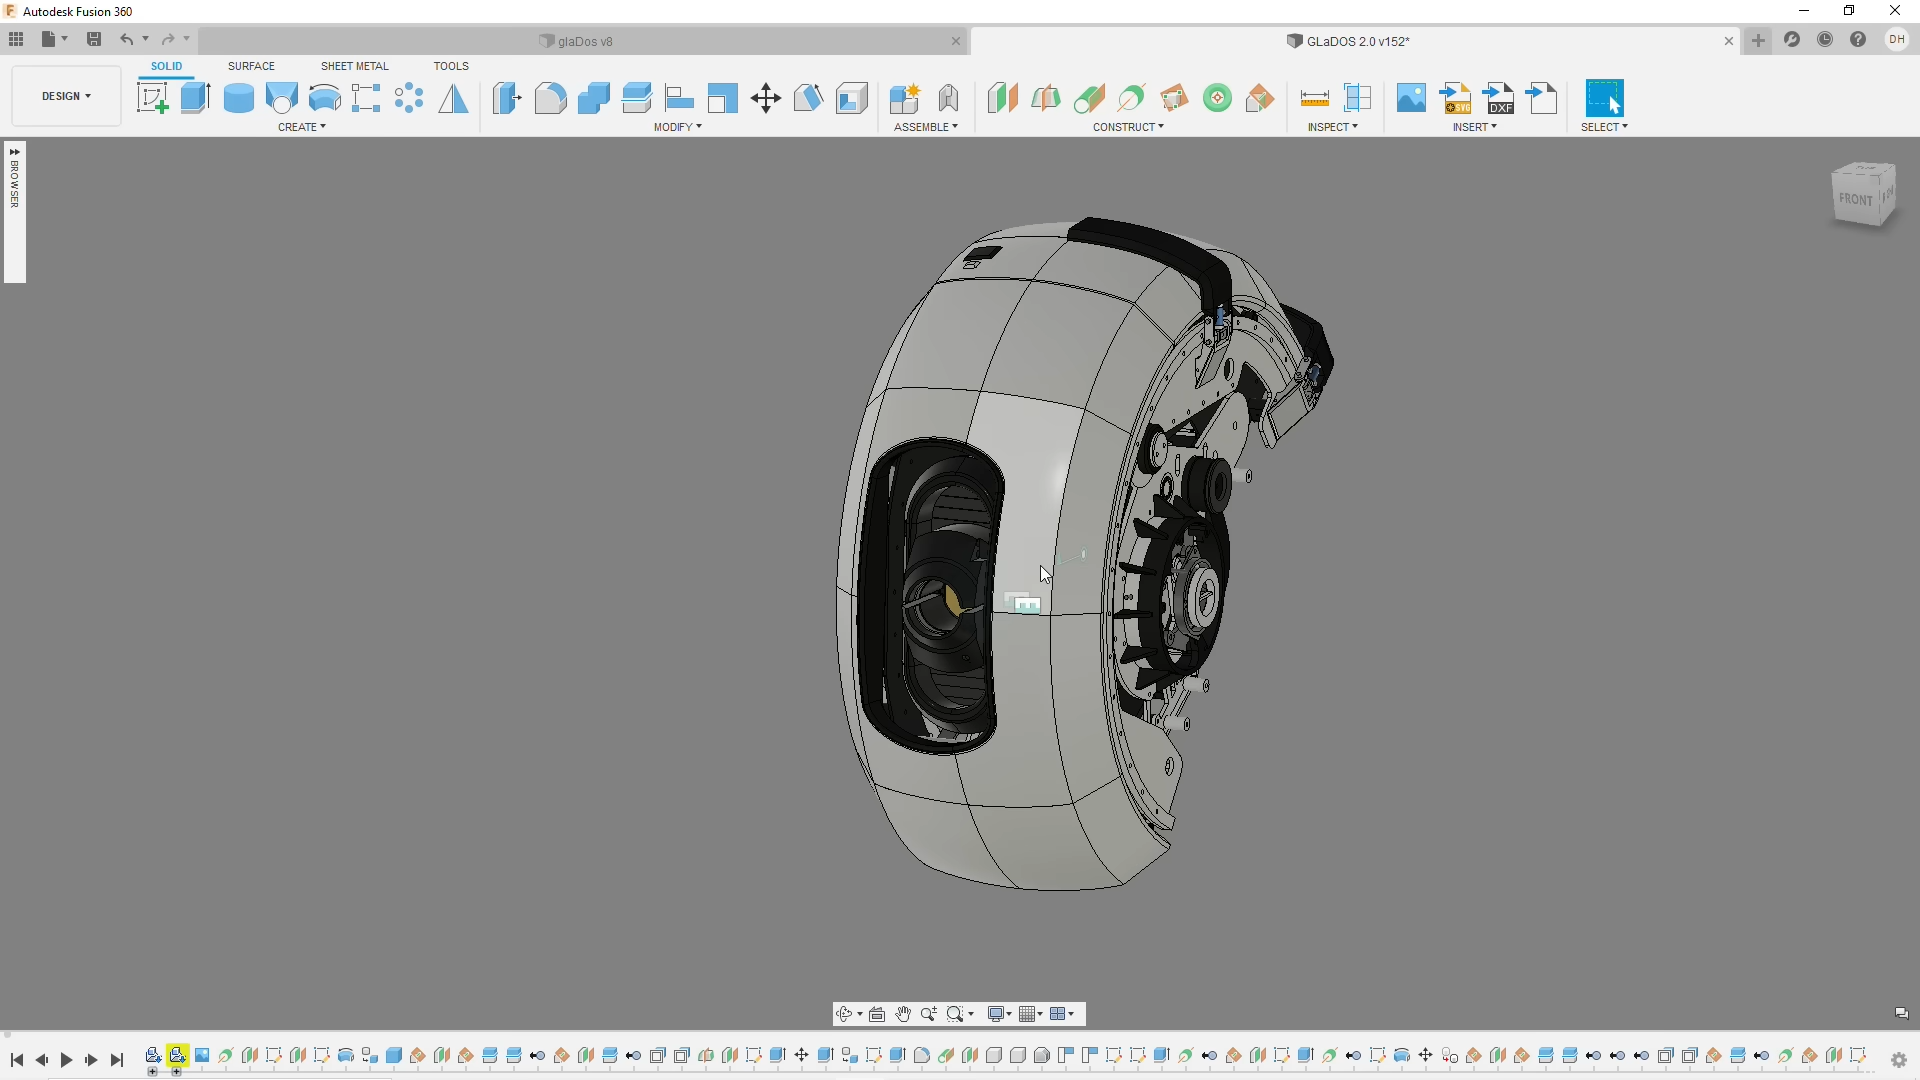 Autodesk Fusion 360
glaDos v8
GLaDOS 2.0 v152*
DH
DESIGN
SOLID
SURFACE
SHEET METAL
TOOLS
SVG
DXF
CREATE
MODIFY
ASSEMBLE
CONSTRUCT
INSPECT
INSERT
SELECT
BROWSER
FRONT